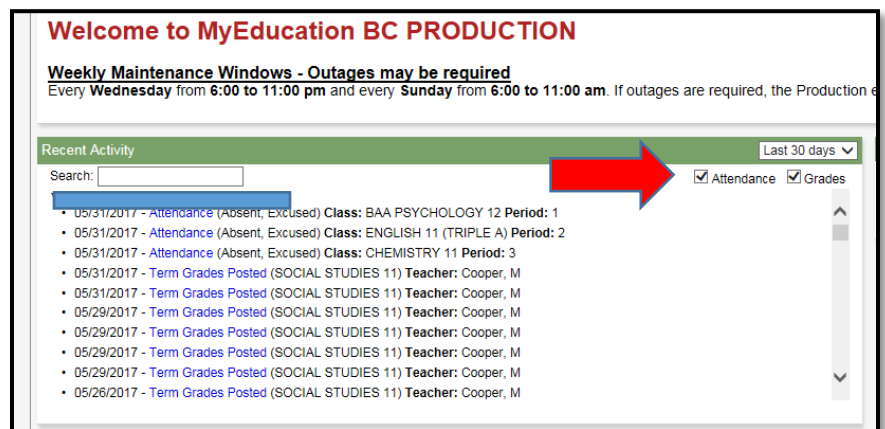 Welcome to MyEducation BC PRODUCTION
Weekly Maintenance Windows - Outages may be required
Every Wednesday from 6:00 to 11:00 pm and every Sunday from 6:00 to 11:00 am. If outages are required, the Production
Recent Activity Last 30 days
Search: Attendance Grades
05/31/2017 - Attendance (Absent, Excused) Class: BAA PSYCHOLOGY 12 Period: 1
05/31/2017 - Attendance (Absent, Excused) Class: ENGLISH 11 (TRIPLE A) Period: 2
05/31/2017 - Attendance (Absent, Excused) Class: CHEMISTRY 11 Period: 3
05/31/2017 - Term Grades Posted (SOCIAL STUDIES 11) Teacher: Cooper, M
05/31/2017 - Term Grades Posted (SOCIAL STUDIES 11) Teacher: Cooper, M
05/29/2017 - Term Grades Posted (SOCIAL STUDIES 11) Teacher: Cooper, M
05/29/2017 - Term Grades Posted (SOCIAL STUDIES 11) Teacher: Cooper, M
05/29/2017 - Term Grades Posted (SOCIAL STUDIES 11) Teacher: Cooper, M
05/29/2017 - Term Grades Posted (SOCIAL STUDIES 11) Teacher: Cooper, M
05/26/2017 - Term Grades Posted (SOCIAL STUDIES 11) Teacher: Cooper, M